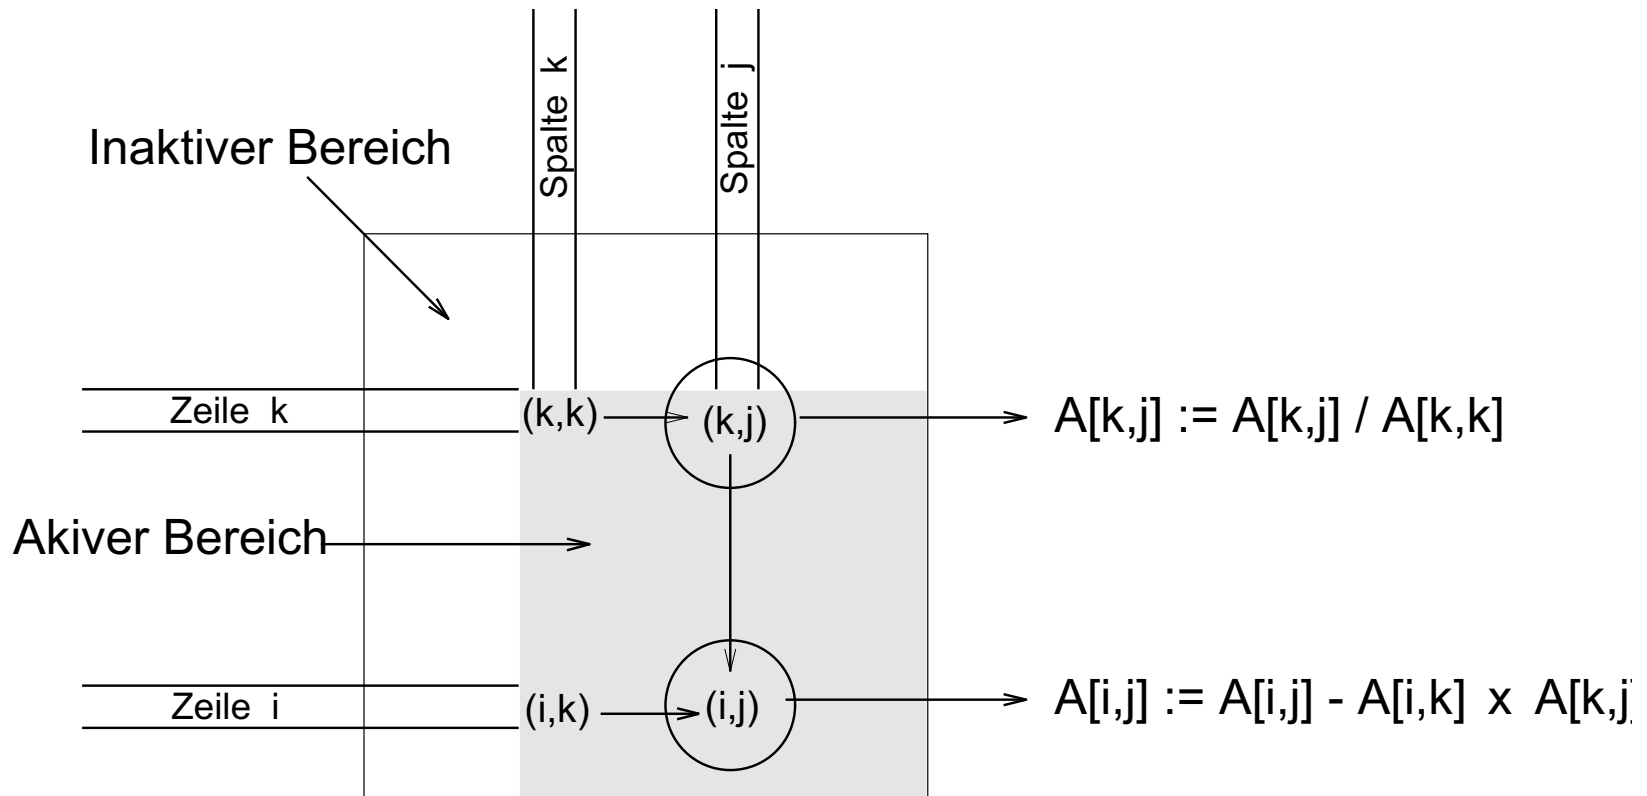 Spalte k
Spalte j
Inaktiver Bereich
Zeile k
(k,k)
(k,j)
A[k,j] := A[k,j] / A[k,k]
Akiver Bereich
Zeile i
(i,k)
(i,j)
A[i,j] := A[i,j] - A[i,k] x A[k,j]